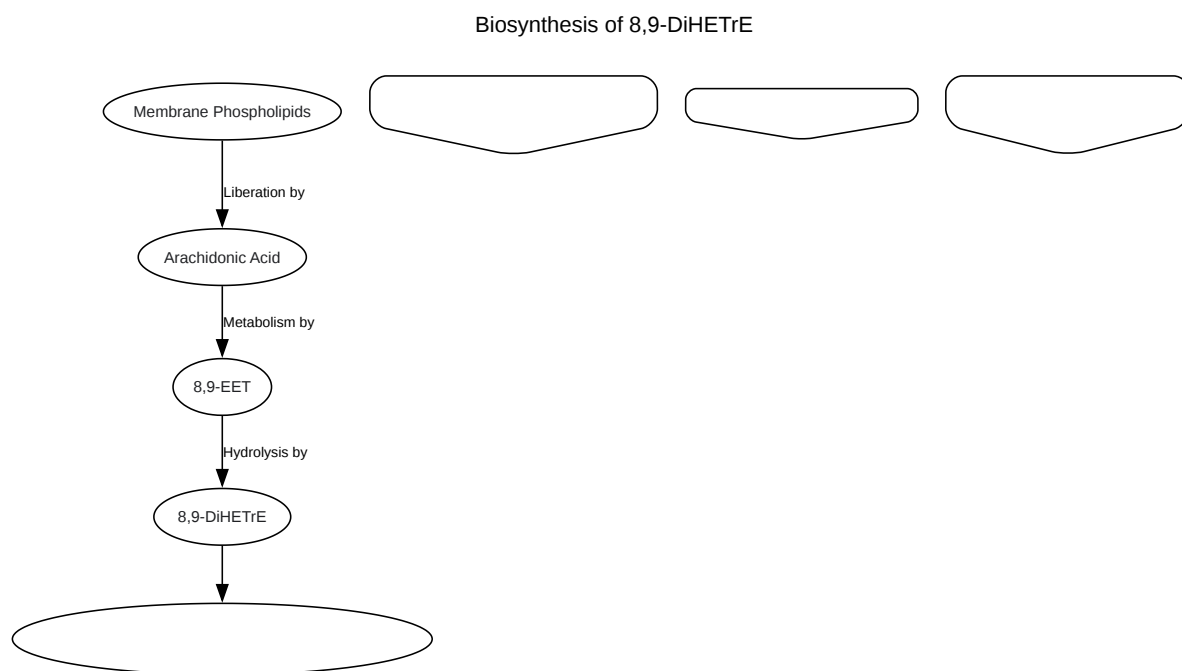 Biosynthesis of 8,9-DiHETrE
Membrane Phospholipids
Liberation by
Arachidonic Acid
Metabolism by
8,9-EET
Hydrolysis by
8,9-DiHETrE